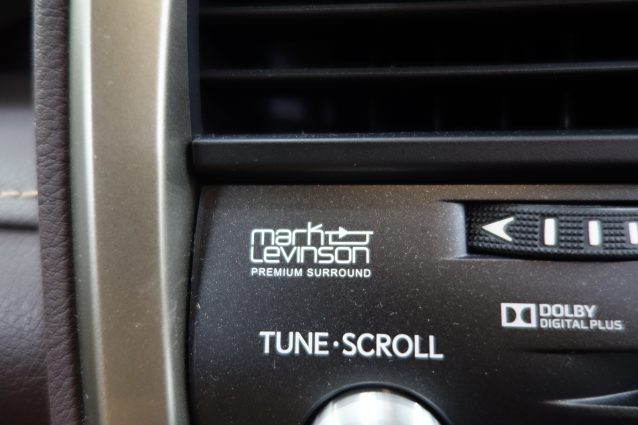 mark
LEVINSON
PREMIUM SURROUND
DOLBY
DIGITAL PLUS
TUNE·SCROLL